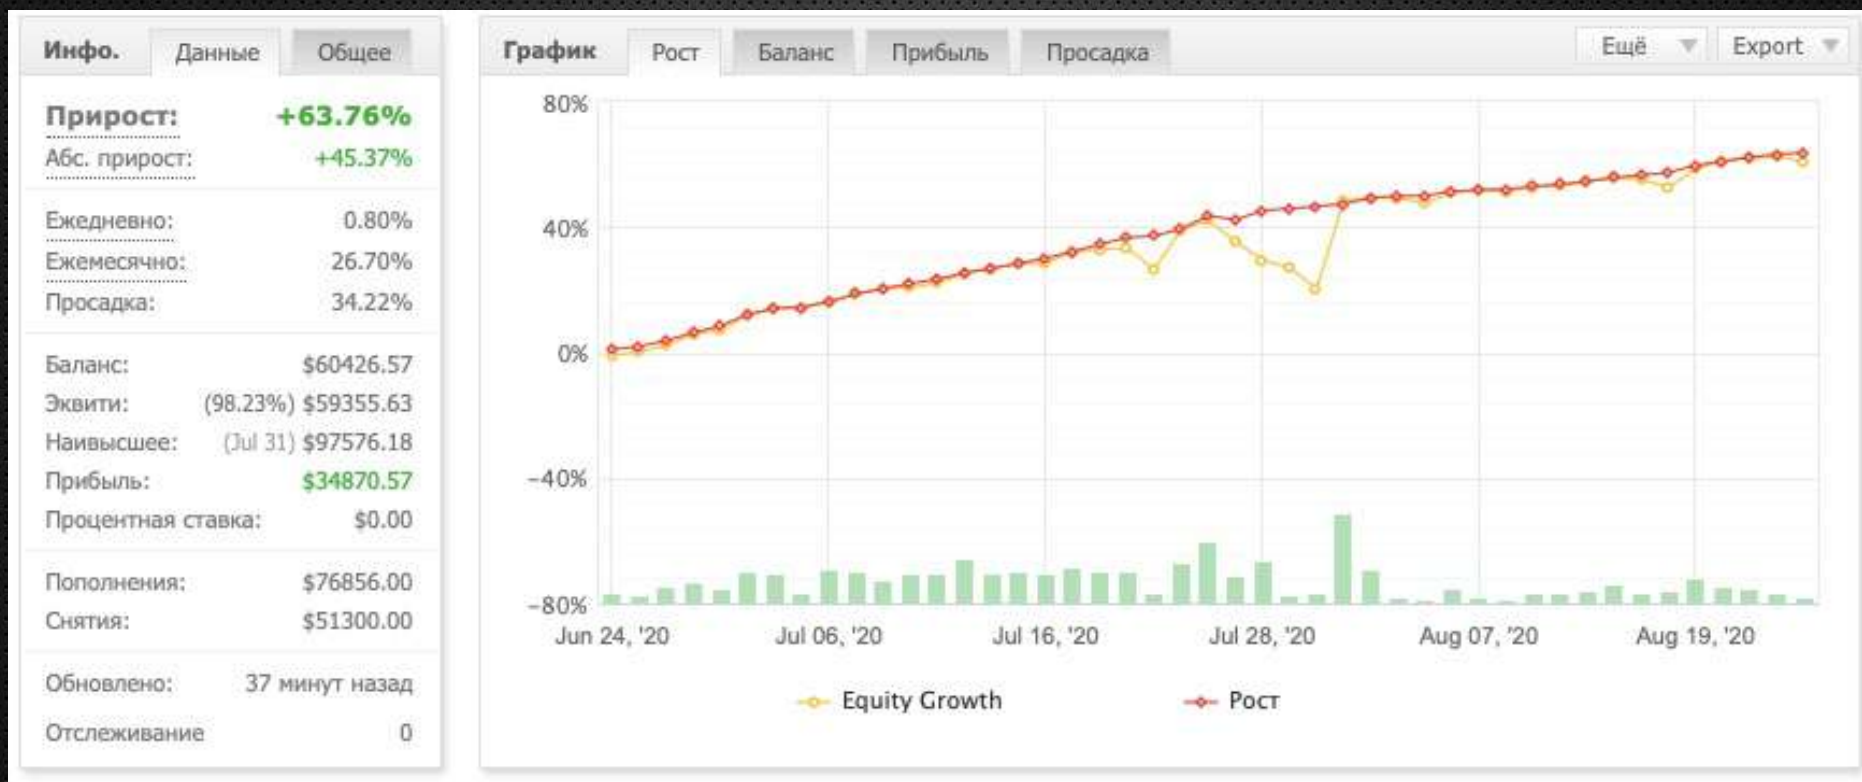 Инфо. Данные Общее
Прирост: +63.76%
Абс. прирост: +45.37%
Ежедневно: 0.80%
Ежемесячно: 26.70%
Просадка: 34.22%
Баланс: $60426.57
Эквити: (98.23%) $59355.63
Наивысшее: (Jul 31) $97576.18
Прибыль: $34870.57
Процентная ставка: $0.00
Пополнения: $76856.00
Снятия: $51300.00
Обновлено: 37 минут назад
Отслеживание 0
График Рост Баланс Прибыль Просадка Ещё Export
80%
40%
0%
-40%
-80%
Jun 24, '20 Jul 06, '20 Jul 16, '20 Jul 28, '20 Aug 07, '20 Aug 19, '20
Equity Growth Рост